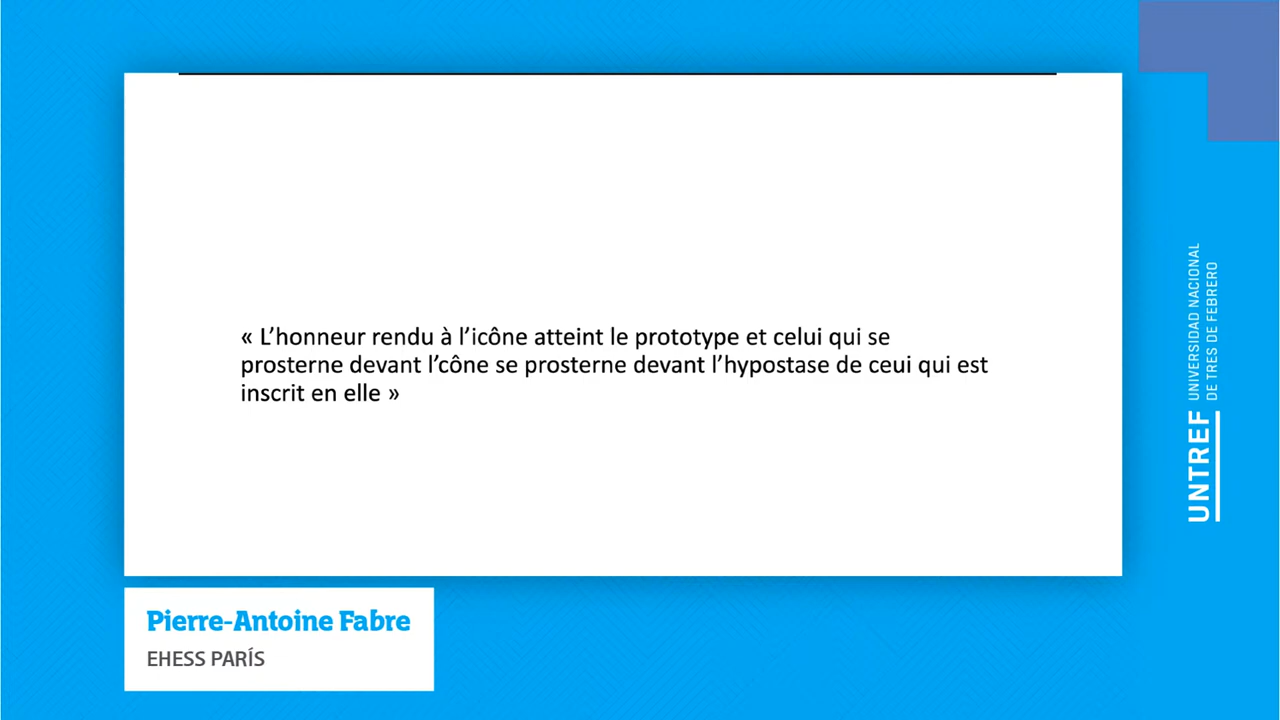 « L’honneur rendu à l’icône atteint le prototype et celui qui se
prosterne devant l’cône se prosterne devant l’hypostase de ceui qui est
inscrit en elle »
Pierre-Antoine Fabre
EHESS PARÍS
UNTREF
UNIVERSIDAD NACIONAL
DE TRES DE FEBRERO